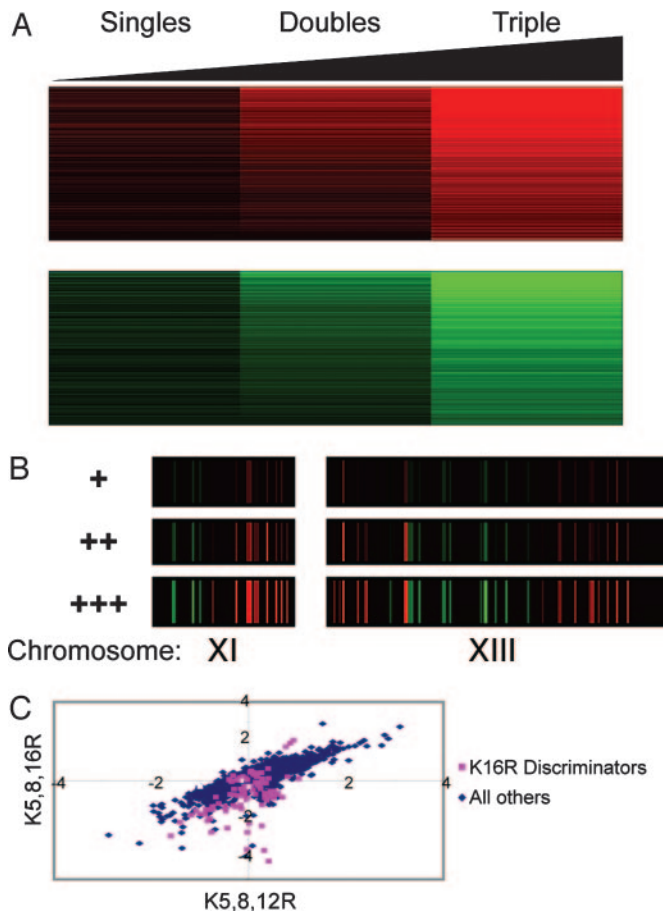 A
Singles Doubles Triple
B
+
++
+++
Chromosome: XI XIII
C
4
2
-4 -2 2 4
-2
-4
K5,8,16R
K5,8,12R
K16R Discriminators
All others